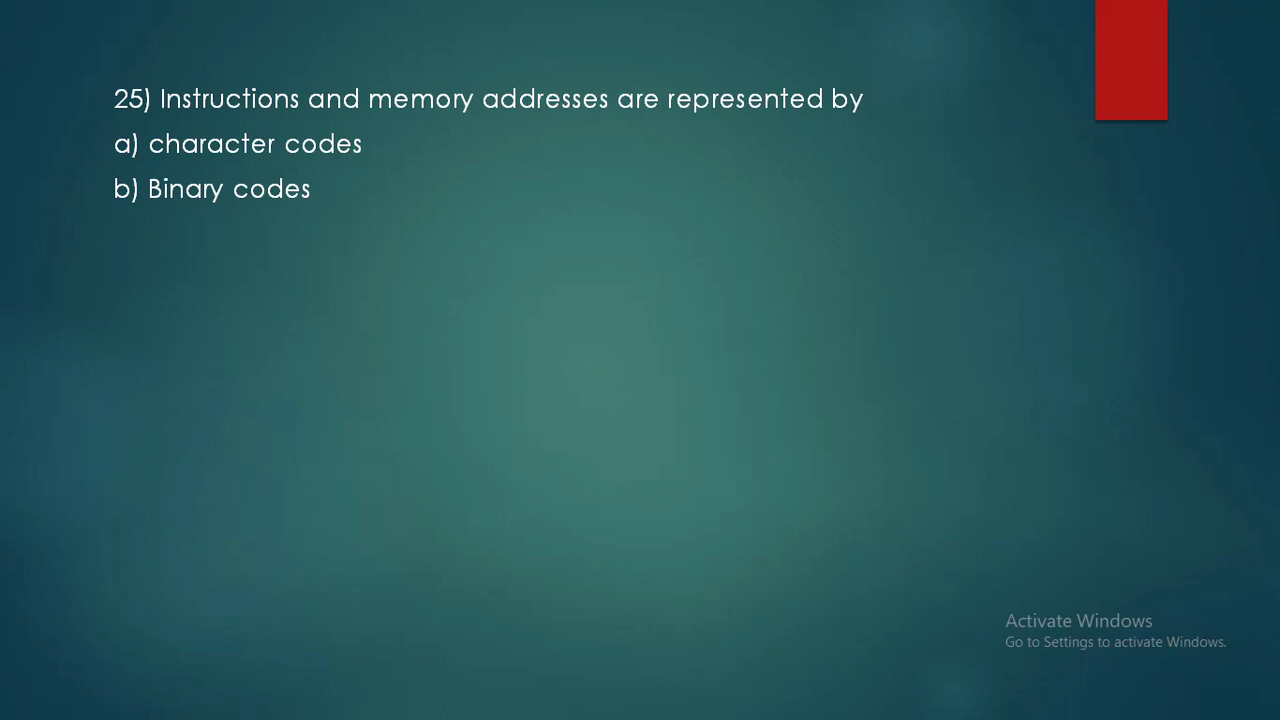 25) Instructions and memory addresses are represented by
a) character codes
b) Binary codes
Activate Windows
Go to Settings to activate Windows.